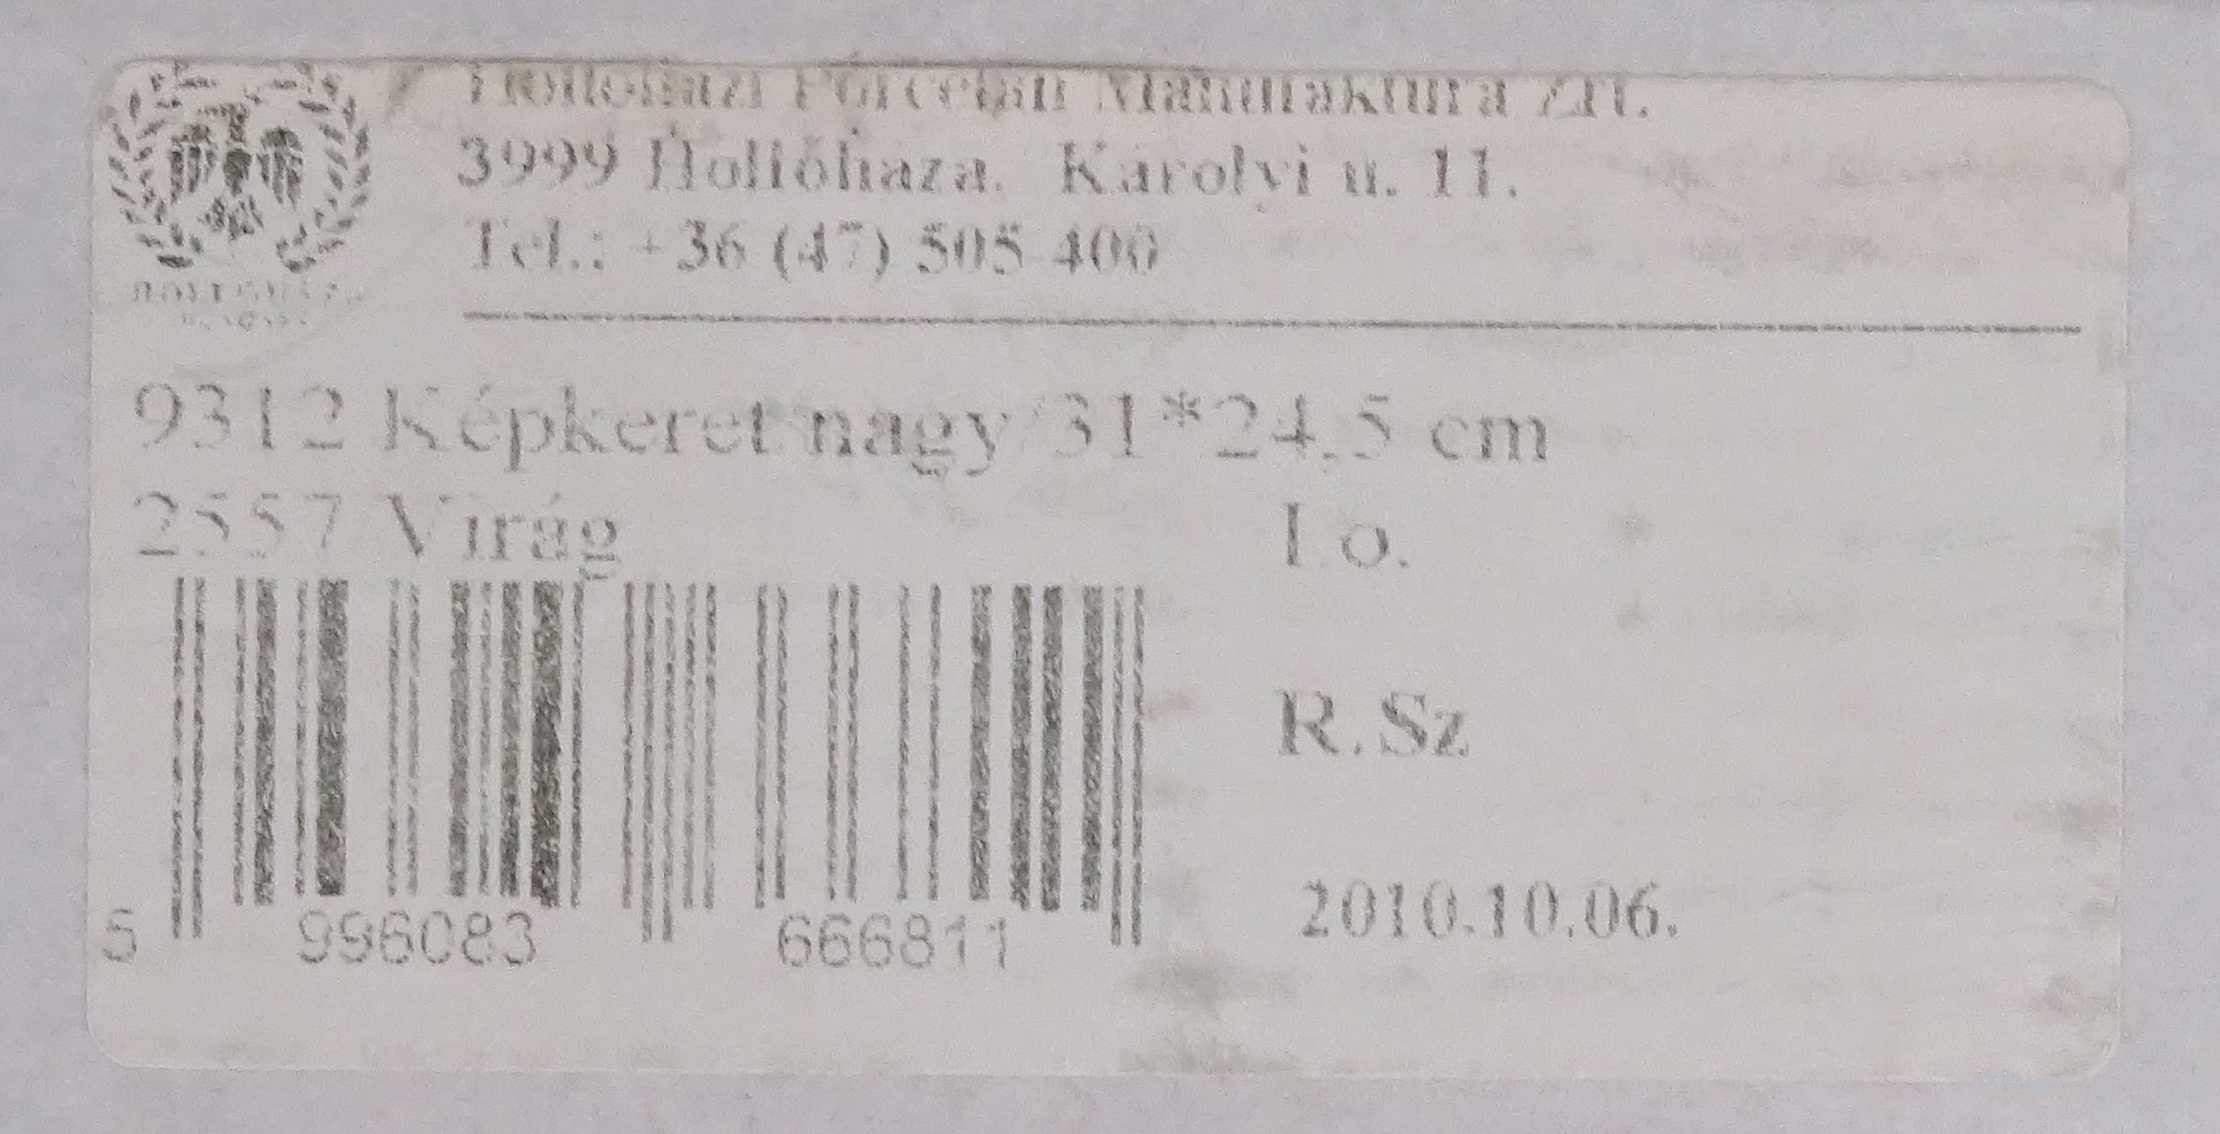 Hollóházi Porcelán Manufaktúra Zrt.
3999 Hollóháza. Károlyi u. 11.
Tel.: +36 (47) 505-400
HOLLÓHÁZA
9312 Képkeret nagy 31*24.5 cm
2557 Virág
I.o.
R.Sz
2010.10.06.
5 996083 666811